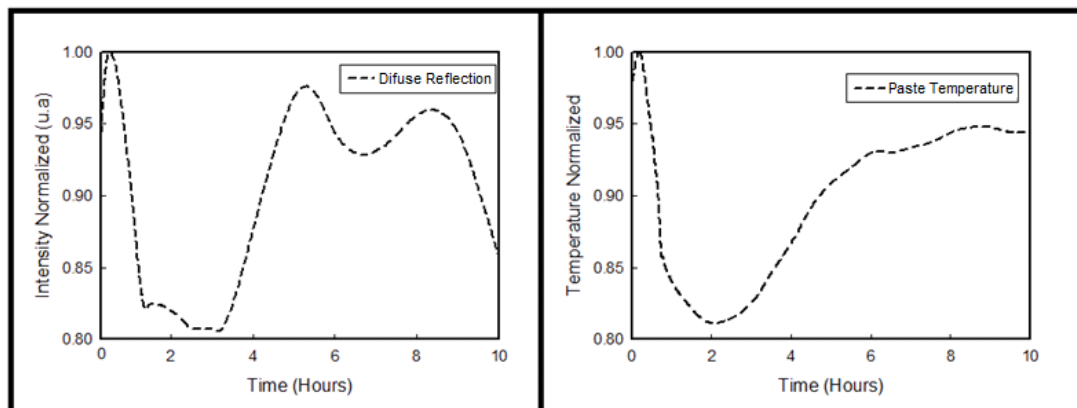 1.00
0.95
0.90
0.85
0.80
0 2 4 6 8 10
Intensity Normalized (u.a)
Time (Hours)
Difuse Reflection
1.00
0.95
0.90
0.85
0.80
0 2 4 6 8 10
Temperature Normalized
Time (Hours)
Paste Temperature